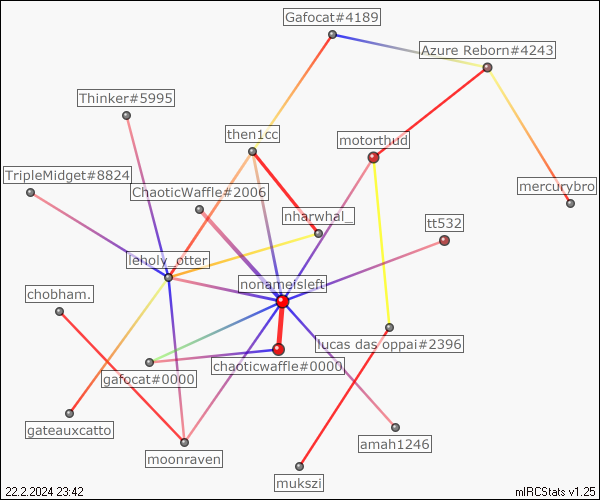 Gafocat#4189
Azure Reborn#4243
Thinker#5995
then1cc
motorthud
TripleMidget#8824
ChaoticWaffle#2006
mercurybro
nharwhal_
tt532
leholy_otter
nonameisleft
chobham.
lucas das oppai#2396
gafocat#0000
chaoticwaffle#0000
gateauxcatto
amah1246
moonraven
mukszi
22.2.2024 23:42
mIRCStats v1.25